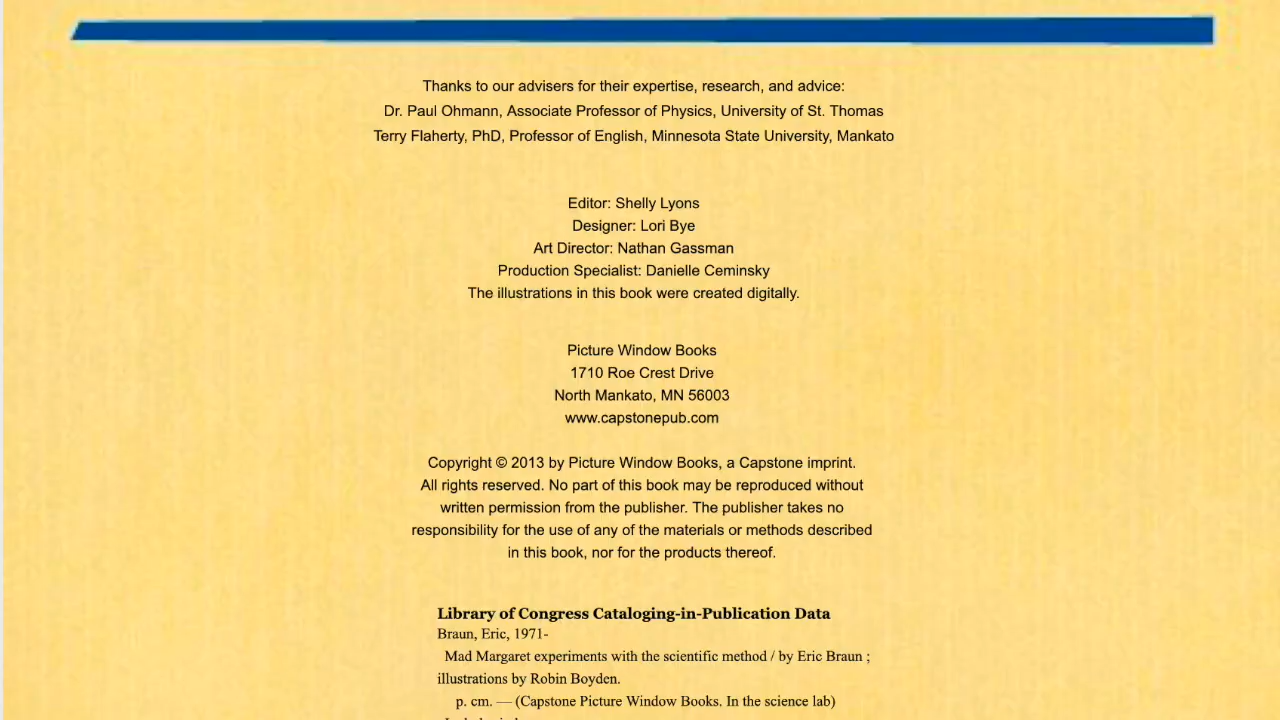 Thanks to our advisers for their expertise, research, and advice:
Dr. Paul Ohmann, Associate Professor of Physics, University of St. Thomas
Terry Flaherty, PhD, Professor of English, Minnesota State University, Mankato
Editor: Shelly Lyons
Designer: Lori Bye
Art Director: Nathan Gassman
Production Specialist: Danielle Ceminsky
The illustrations in this book were created digitally.
Picture Window Books
1710 Roe Crest Drive
North Mankato, MN 56003
www.capstonepub.com
Copyright © 2013 by Picture Window Books, a Capstone imprint.
All rights reserved. No part of this book may be reproduced without
written permission from the publisher. The publisher takes no
responsibility for the use of any of the materials or methods described
in this book, nor for the products thereof.
Library of Congress Cataloging-in-Publication Data
Braun, Eric, 1971-
Mad Margaret experiments with the scientific method / by Eric Braun ;
illustrations by Robin Boyden.
p. cm. — (Capstone Picture Window Books. In the science lab)